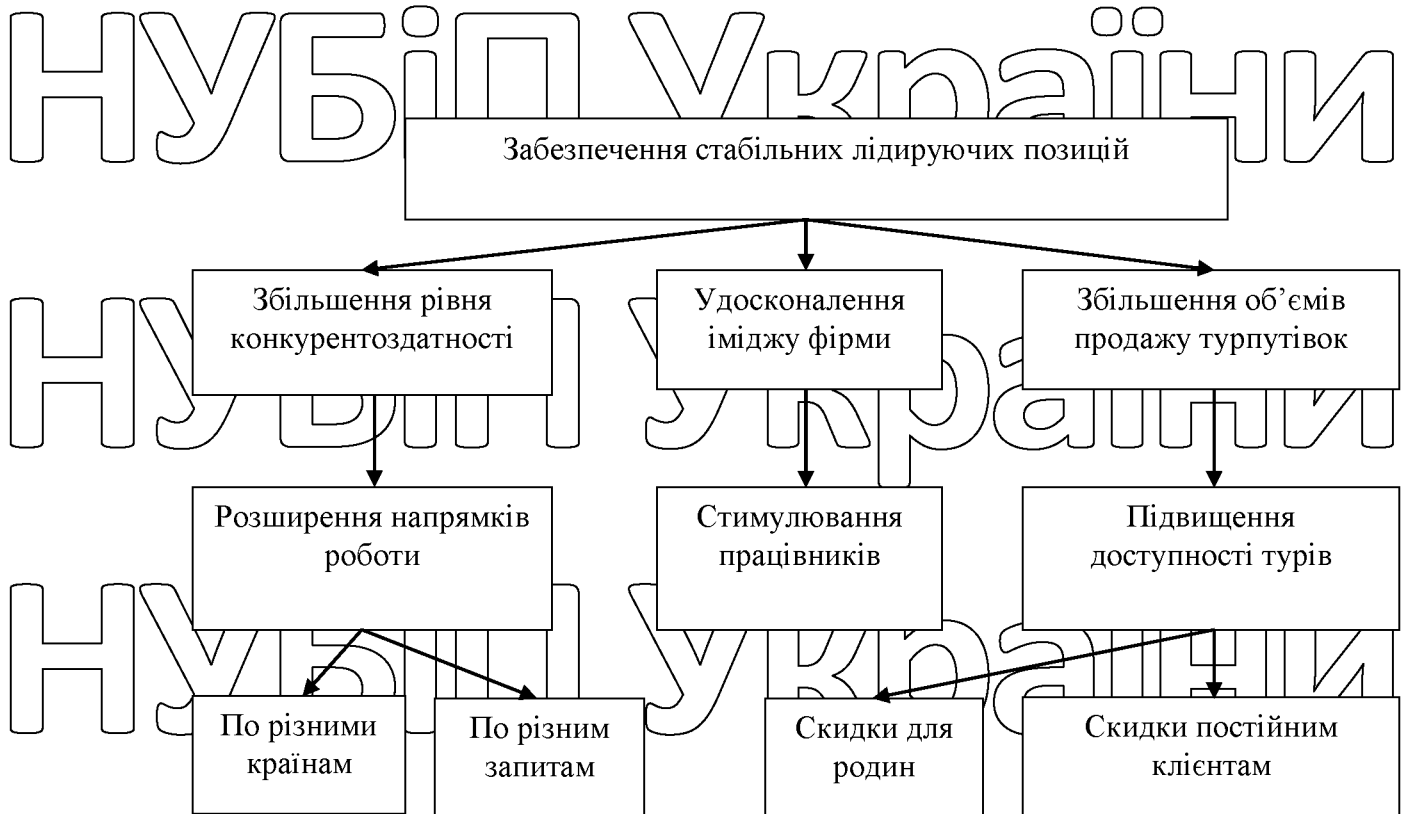 НУБіП України
Забезпечення стабільних лідируючих позицій
НУБіП України
Збільшення рівня
конкурентоздатності
Удосконалення
іміджу фірми
Збільшення об’ємів
продажу турпутівок
Розширення напрямків
роботи
Стимулювання
працівників
Підвищення
доступності турів
НУБіП України
По різними
країнам
По різним
запитам
Скидки для
родин
Скидки постійним
клієнтам